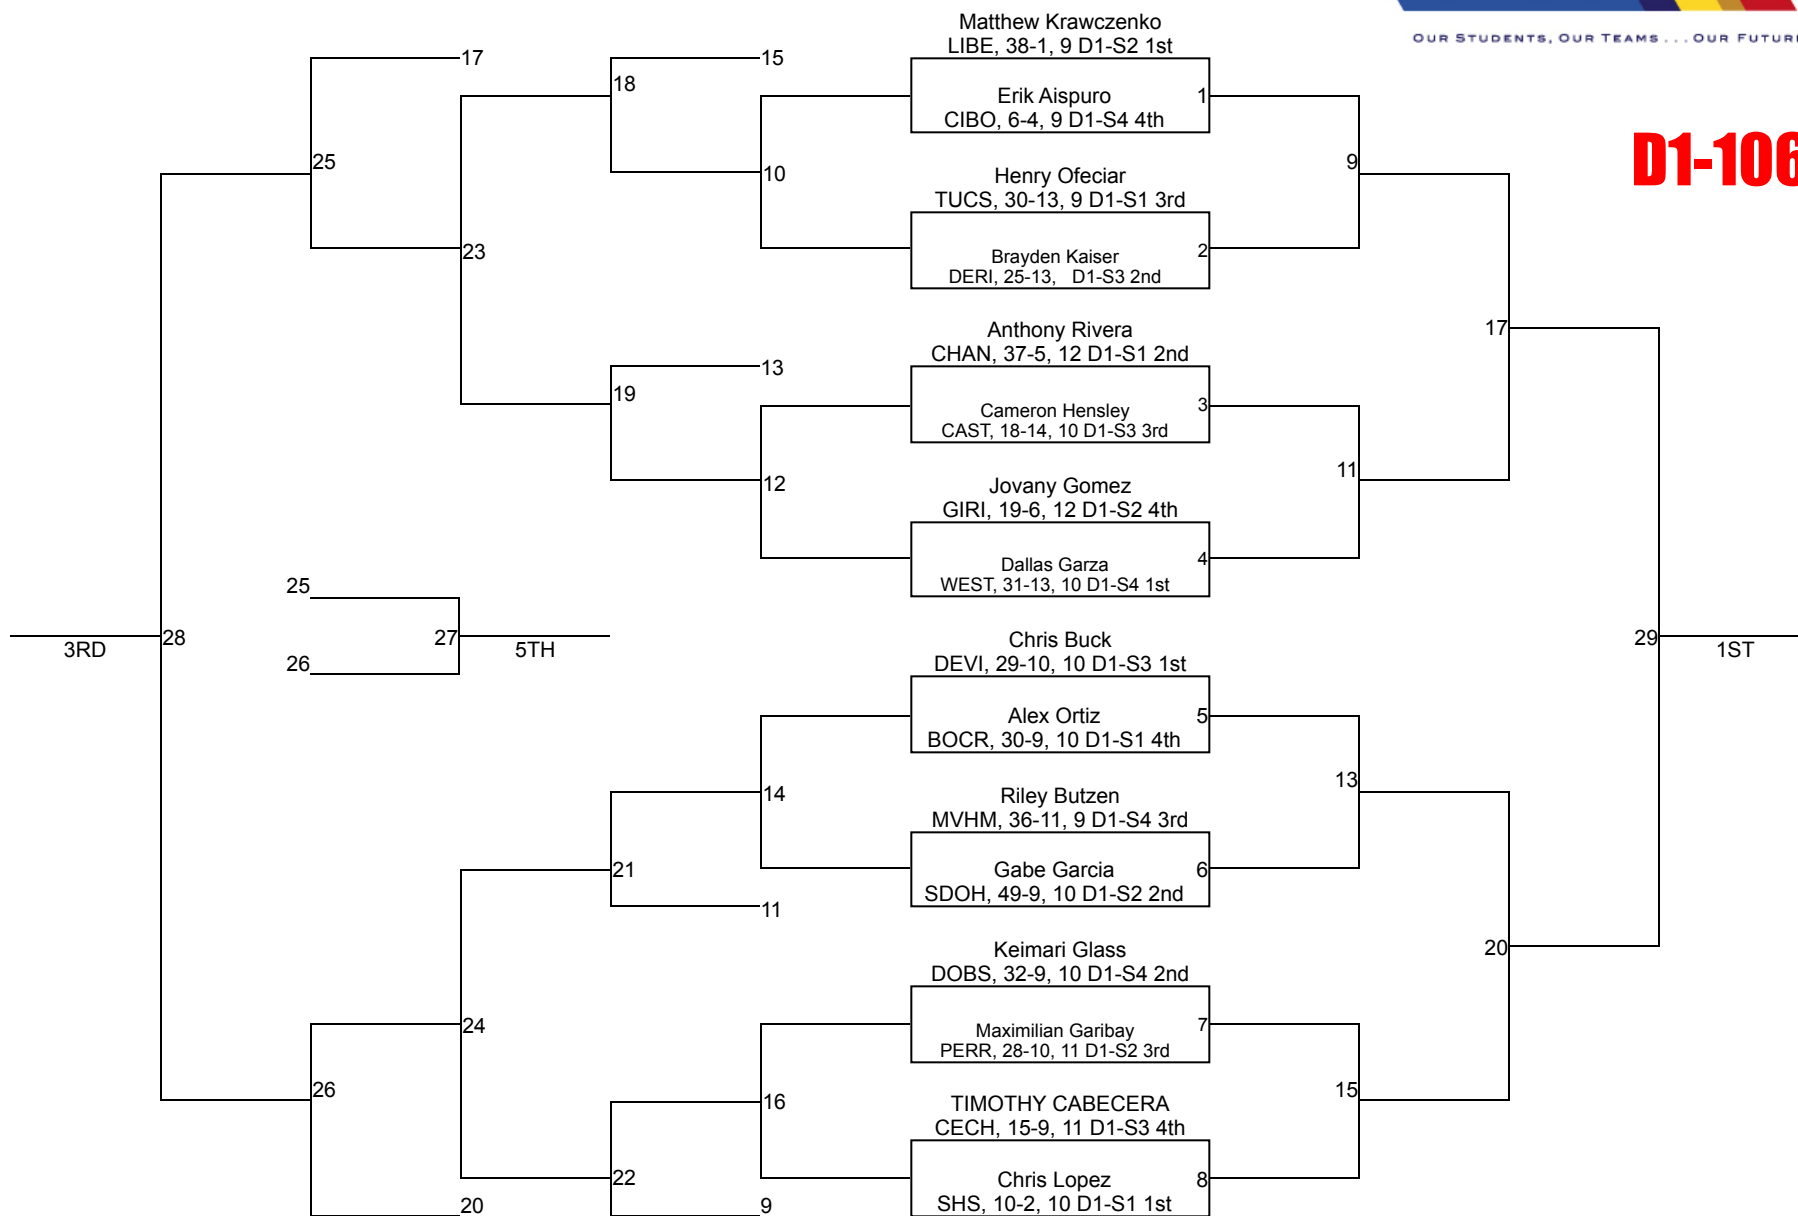 OUR STUDENTS, OUR TEAMS . . . OUR FUTURE
D1-106
Matthew Krawczenko
LIBE, 38-1, 9 D1-S2 1st
Erik Aispuro
CIBO, 6-4, 9 D1-S4 4th
1
Henry Ofeciar
TUCS, 30-13, 9 D1-S1 3rd
Brayden Kaiser
DERI, 25-13, D1-S3 2nd
2
Anthony Rivera
CHAN, 37-5, 12 D1-S1 2nd
Cameron Hensley
CAST, 18-14, 10 D1-S3 3rd
3
Jovany Gomez
GIRI, 19-6, 12 D1-S2 4th
Dallas Garza
WEST, 31-13, 10 D1-S4 1st
4
Chris Buck
DEVI, 29-10, 10 D1-S3 1st
Alex Ortiz
BOCR, 30-9, 10 D1-S1 4th
5
Riley Butzen
MVHM, 36-11, 9 D1-S4 3rd
Gabe Garcia
SDOH, 49-9, 10 D1-S2 2nd
6
Keimari Glass
DOBS, 32-9, 10 D1-S4 2nd
Maximilian Garibay
PERR, 28-10, 11 D1-S2 3rd
7
TIMOTHY CABECERA
CECH, 15-9, 11 D1-S3 4th
Chris Lopez
SHS, 10-2, 10 D1-S1 1st
8
9
11
13
15
17
20
29
1ST
15
10
13
12
14
11
16
9
18
19
21
22
17
23
24
20
25
26
25
26
27
5TH
28
3RD